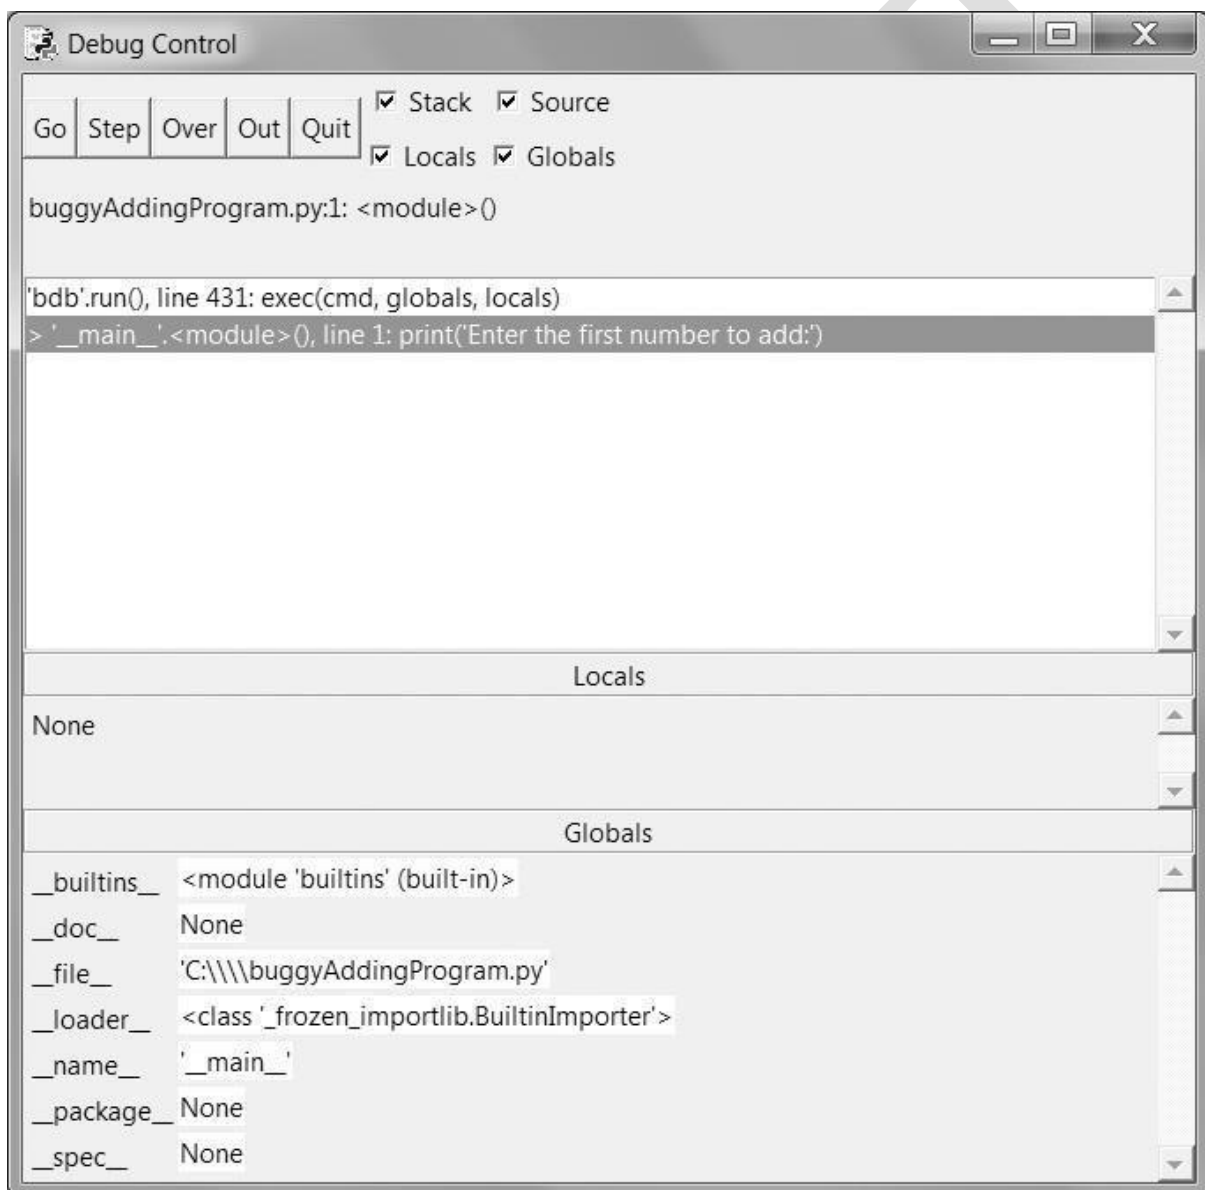 Debug Control
Go Step Over Out Quit
Stack Source
Locals Globals
buggyAddingProgram.py:1: <module>()
'bdb'.run(), line 431: exec(cmd, globals, locals)
> '__main__'.<module>(), line 1: print('Enter the first number to add:')
Locals
None
Globals
__builtins__ <module 'builtins' (built-in)>
__doc__ None
__file__ 'C:\\\\buggyAddingProgram.py'
__loader__ <class '_frozen_importlib.BuiltinImporter'>
__name__ '__main__'
__package__ None
__spec__ None